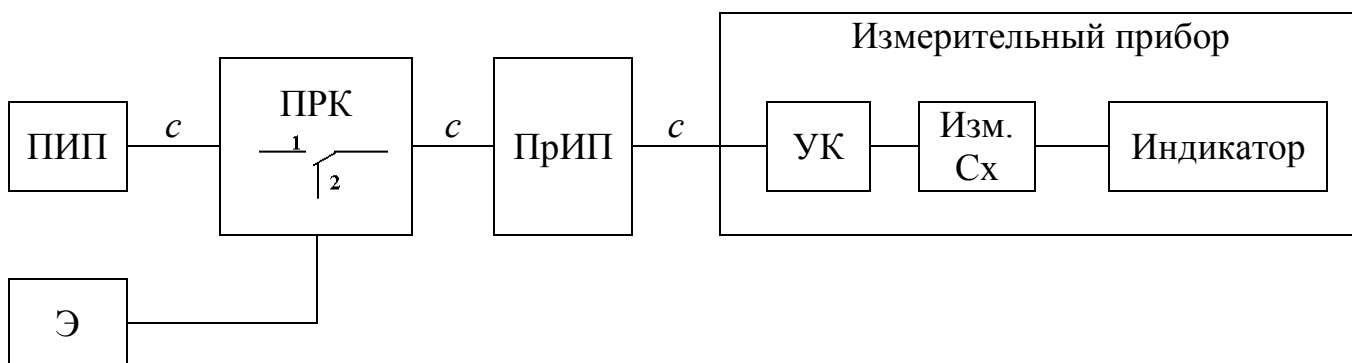 Измерительный прибор
ПИП
с
ПРК
1
2
с
ПрИП
с
УК
Изм.
Сх
Индикатор
Э